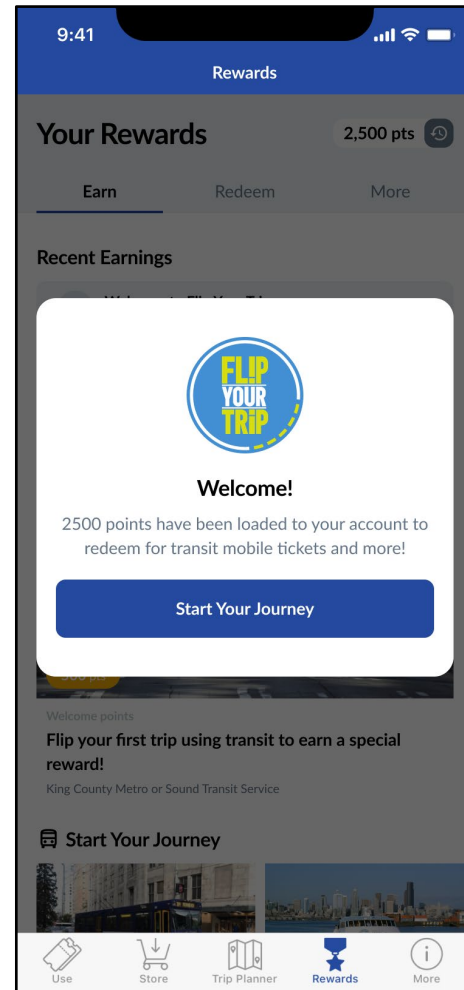 9:41
Rewards
Your Rewards
2,500 pts
Earn
Redeem
More
Recent Earnings
FL!P
YOUR
TRiP
Welcome!
2500 points have been loaded to your account to
redeem for transit mobile tickets and more!
Start Your Journey
500 pts
Welcome points
Flip your first trip using transit to earn a special
reward!
King County Metro or Sound Transit Service
Start Your Journey
Use
Store
Trip Planner
Rewards
More